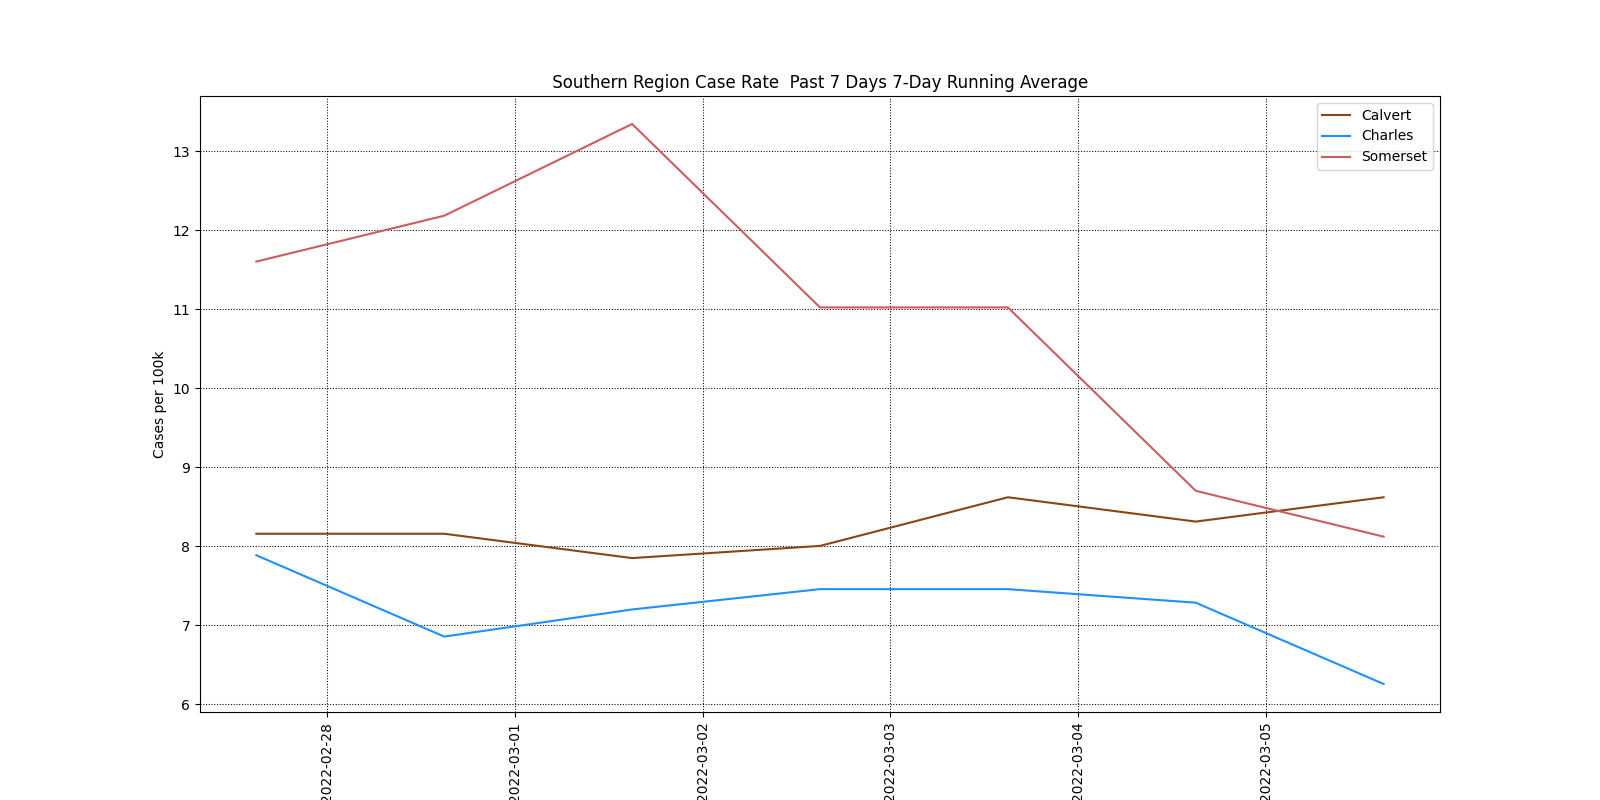 Southern Region Case Rate  Past 7 Days 7-Day Running Average
Calvert
Charles
Somerset
Cases per 100k
13
12
11
10
9
8
7
6
2022-02-28
2022-03-01
2022-03-02
2022-03-03
2022-03-04
2022-03-05